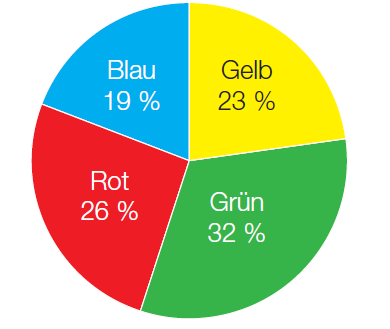 Blau
19 %
Gelb
23 %
Rot
26 %
Grün
32 %